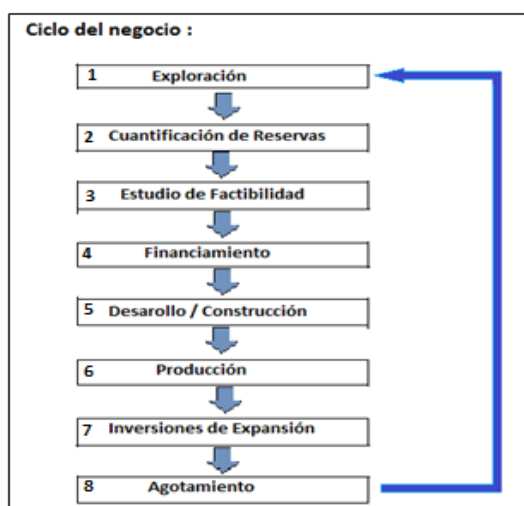 Ciclo del negocio :
1 Exploración
2 Cuantificación de Reservas
3 Estudio de Factibilidad
4 Financiamiento
5 Desarollo / Construcción
6 Producción
7 Inversiones de Expansión
8 Agotamiento